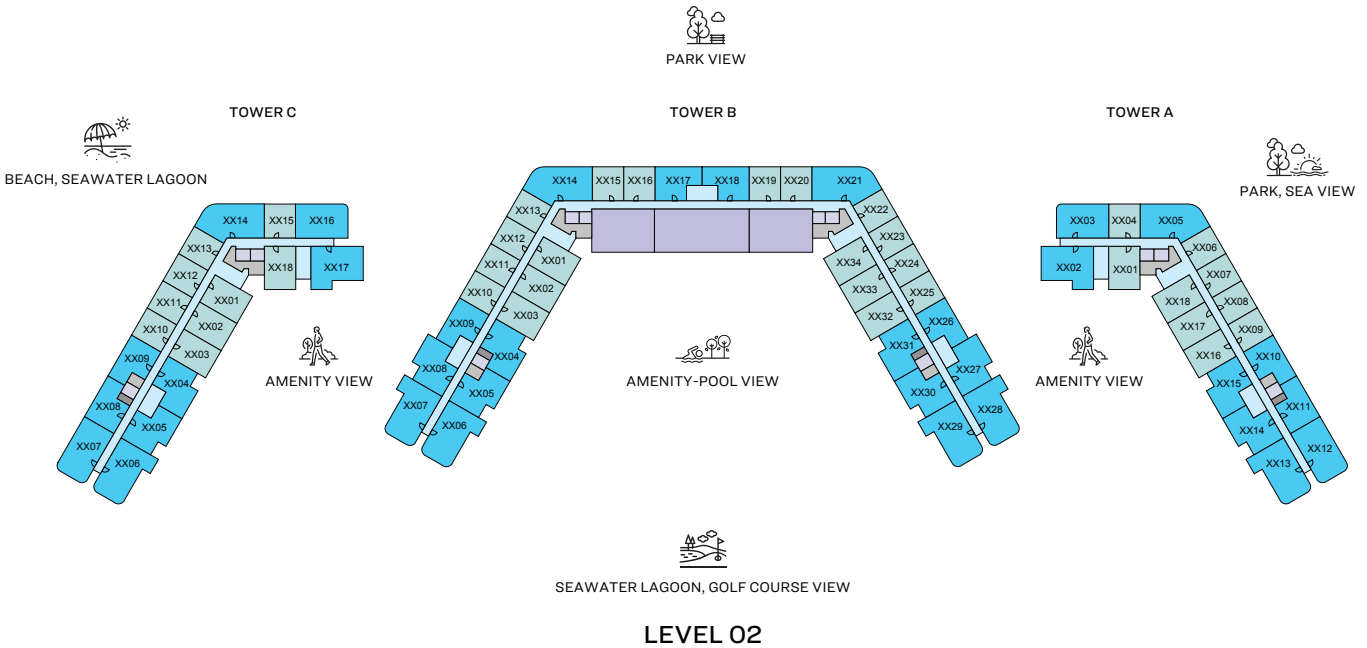 PARK VIEW
TOWER C
TOWER B
TOWER A
BEACH, SEAWATER LAGOON
PARK, SEA VIEW
XX14
XX15
XX16
XX13
XX12
XX11
XX10
XX09
XX08
XX07
XX18
XX17
XX01
XX02
XX03
XX04
XX05
XX06
AMENITY VIEW
XX14
XX15
XX16
XX17
XX18
XX19
XX20
XX21
XX13
XX12
XX11
XX10
XX09
XX08
XX07
XX01
XX02
XX03
XX04
XX05
XX06
XX22
XX23
XX24
XX25
XX26
XX27
XX28
XX34
XX33
XX32
XX31
XX30
XX29
AMENITY-POOL VIEW
XX03
XX04
XX05
XX02
XX01
XX06
XX07
XX08
XX09
XX10
XX11
XX12
XX18
XX17
XX16
XX15
XX14
XX13
AMENITY VIEW
SEAWATER LAGOON, GOLF COURSE VIEW
LEVEL 02